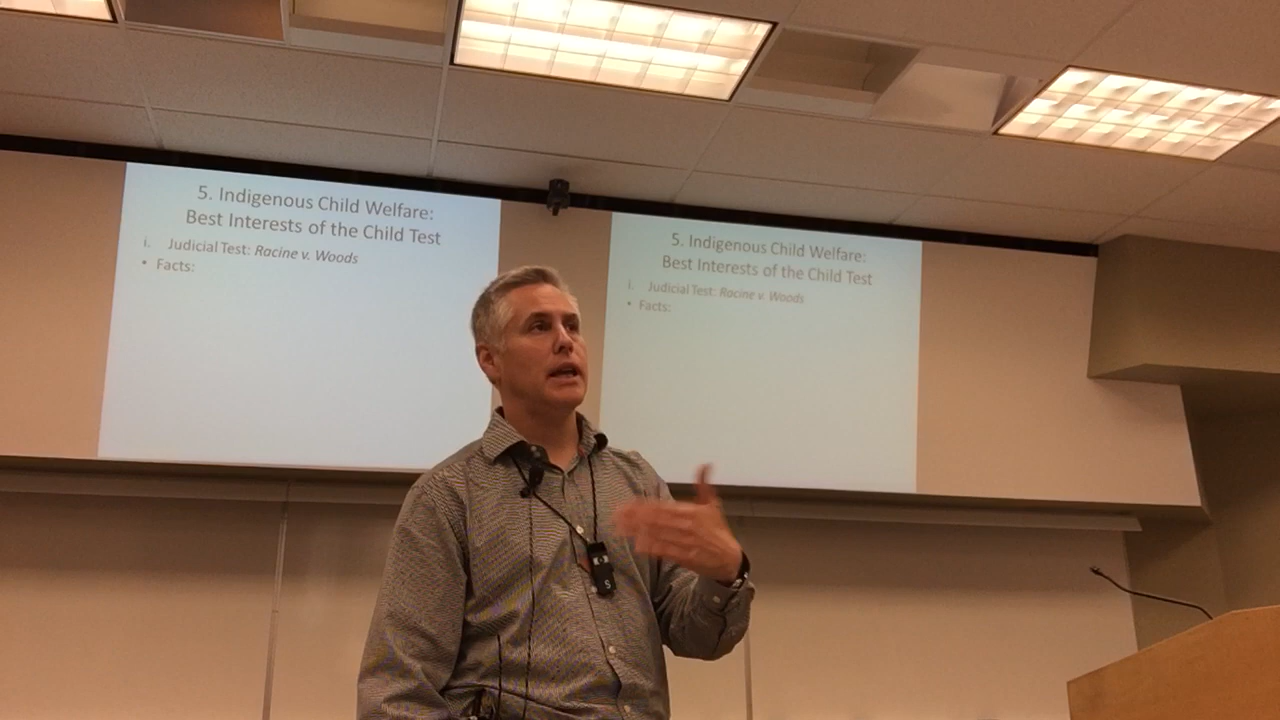 5. Indigenous Child Welfare:
Best Interests of the Child Test
i. Judicial Test: Racine v. Woods
• Facts:
5. Indigenous Child Welfare:
Best Interests of the Child Test
i. Judicial Test: Racine v. Woods
• Facts:
S